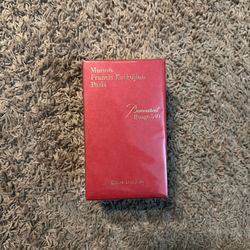 Maison
Francis Kurkdjian
Paris
Baccarat
Rouge 540